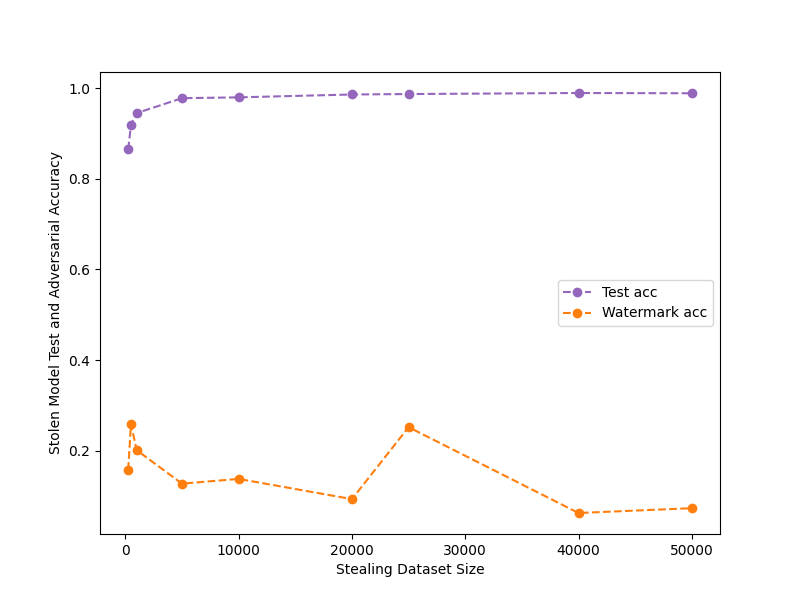 1.0
0.8
0.6
0.4
0.2
Stolen Model Test and Adversarial Accuracy
Test acc
Watermark acc
0 10000 20000 30000 40000 50000
Stealing Dataset Size